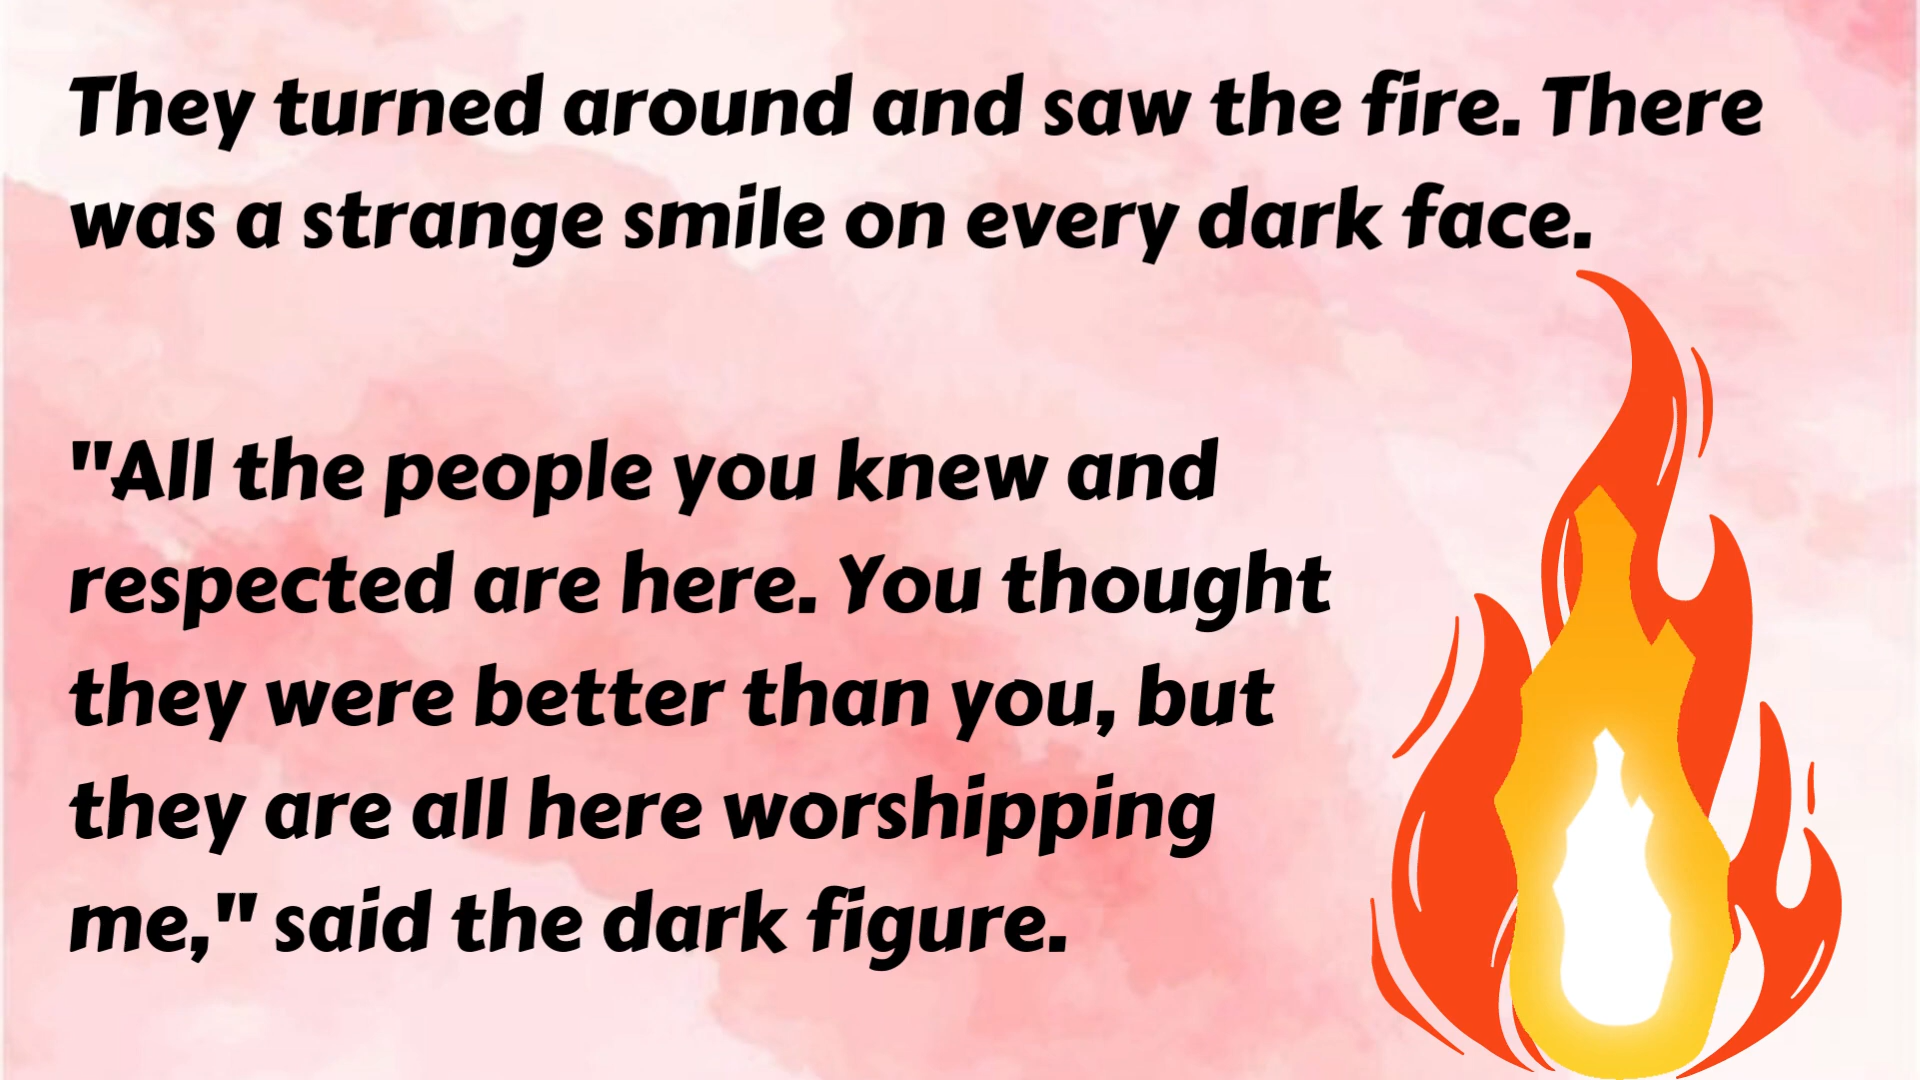 They turned around and saw the fire. There
was a strange smile on every dark face.
"All the people you knew and
respected are here. You thought
they were better than you, but
they are all here worshipping
me," said the dark figure.